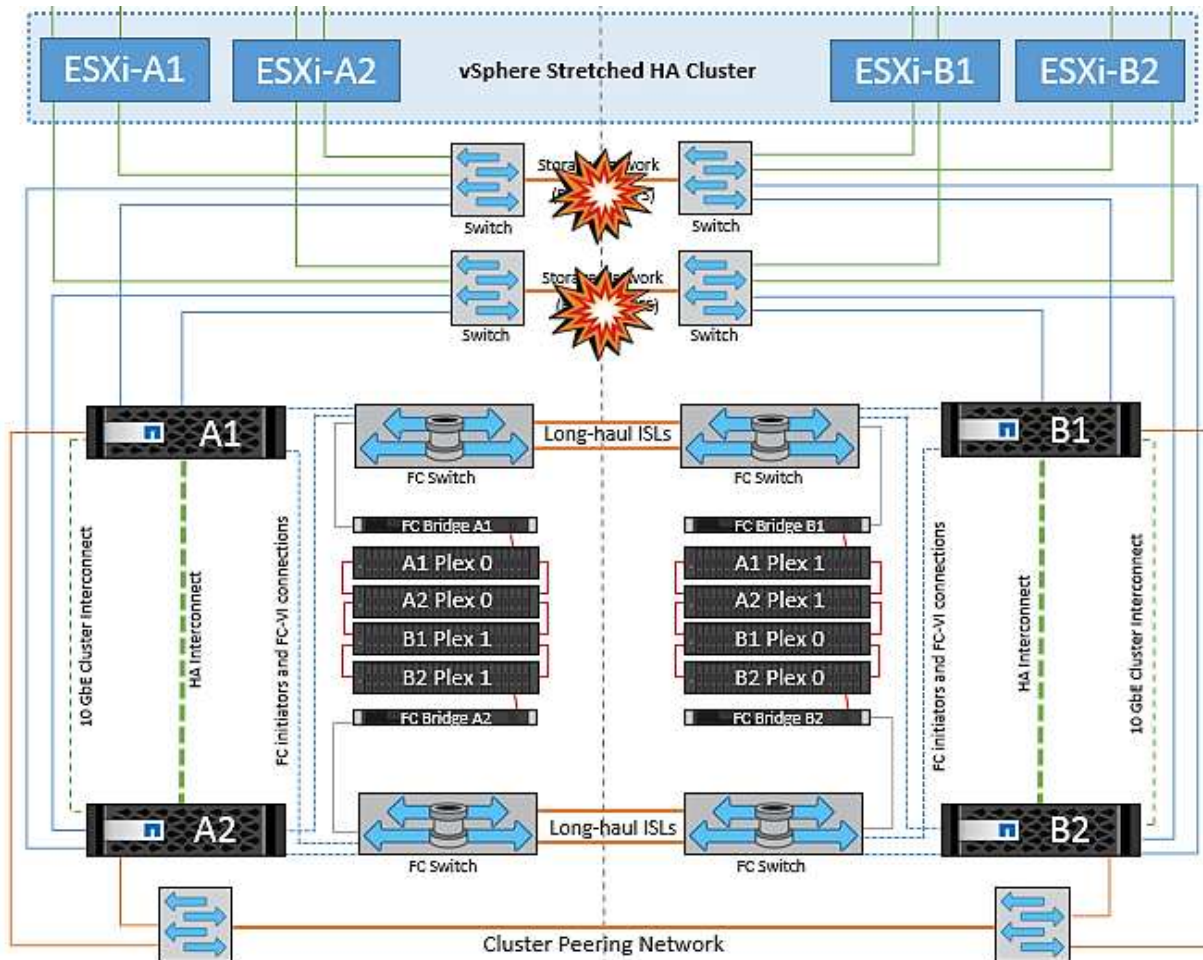 ESXi-A1
ESXi-A2
vSphere Stretched HA Cluster
ESXi-B1
ESXi-B2
Switch
Switch
Switch
Switch
A1
B1
Long-haul ISLs
FC Switch
FC Switch
10 GbE Cluster Interconnect
HA Interconnect
FC initiators and FC-VI connections
FC Bridge A1
A1 Plex 0
A2 Plex 0
B1 Plex 1
B2 Plex 1
FC Bridge A2
FC Bridge B1
A1 Plex 1
A2 Plex 1
B1 Plex 0
B2 Plex 0
FC Bridge B2
FC initiators and FC-VI connections
HA Interconnect
10 GbE Cluster Interconnect
A2
B2
Long-haul ISLs
FC Switch
FC Switch
Cluster Peering Network